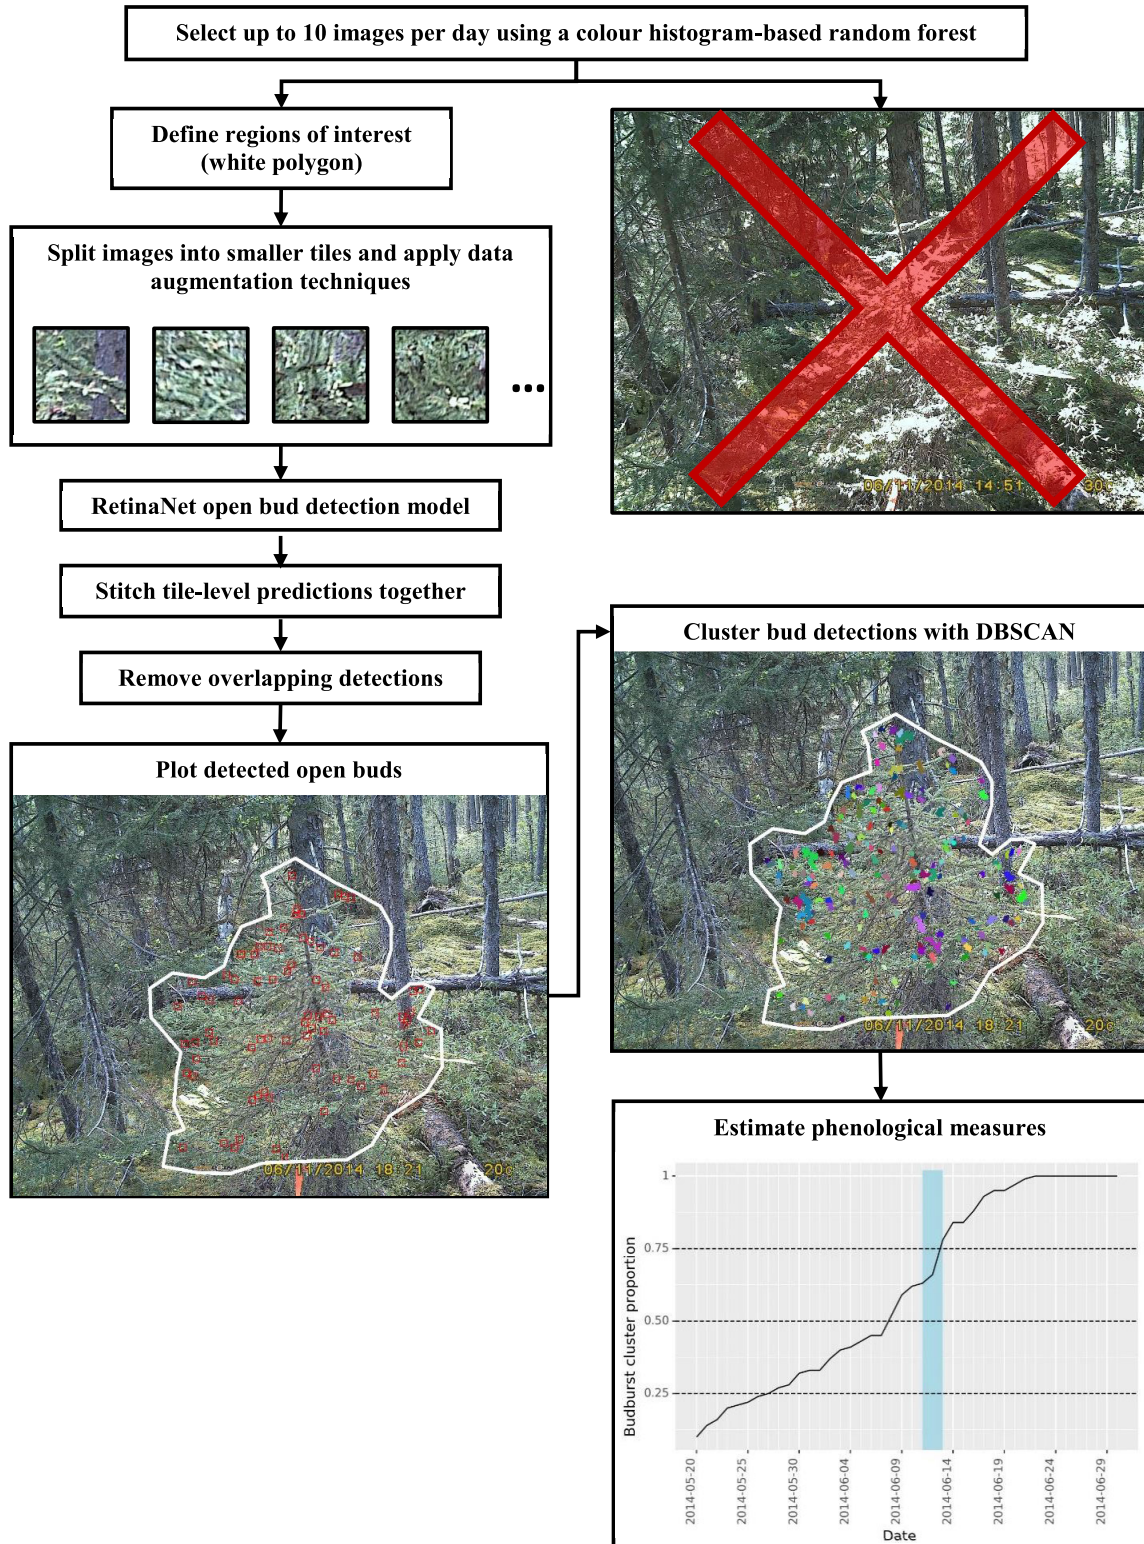 Select up to 10 images per day using a colour histogram-based random forest
Define regions of interest
(white polygon)
Split images into smaller tiles and apply data
augmentation techniques
...
RetinaNet open bud detection model
Stitch tile-level predictions together
Remove overlapping detections
Plot detected open buds
06/11/2014 18:21 20c
06/11/2014 14:51 30c
Cluster bud detections with DBSCAN
06/11/2014 18:21 20c
Estimate phenological measures
Budburst cluster proportion
1
0.75
0.50
0.25
2014-05-20
2014-05-25
2014-05-30
2014-06-04
2014-06-09
2014-06-14
2014-06-19
2014-06-24
2014-06-29
Date